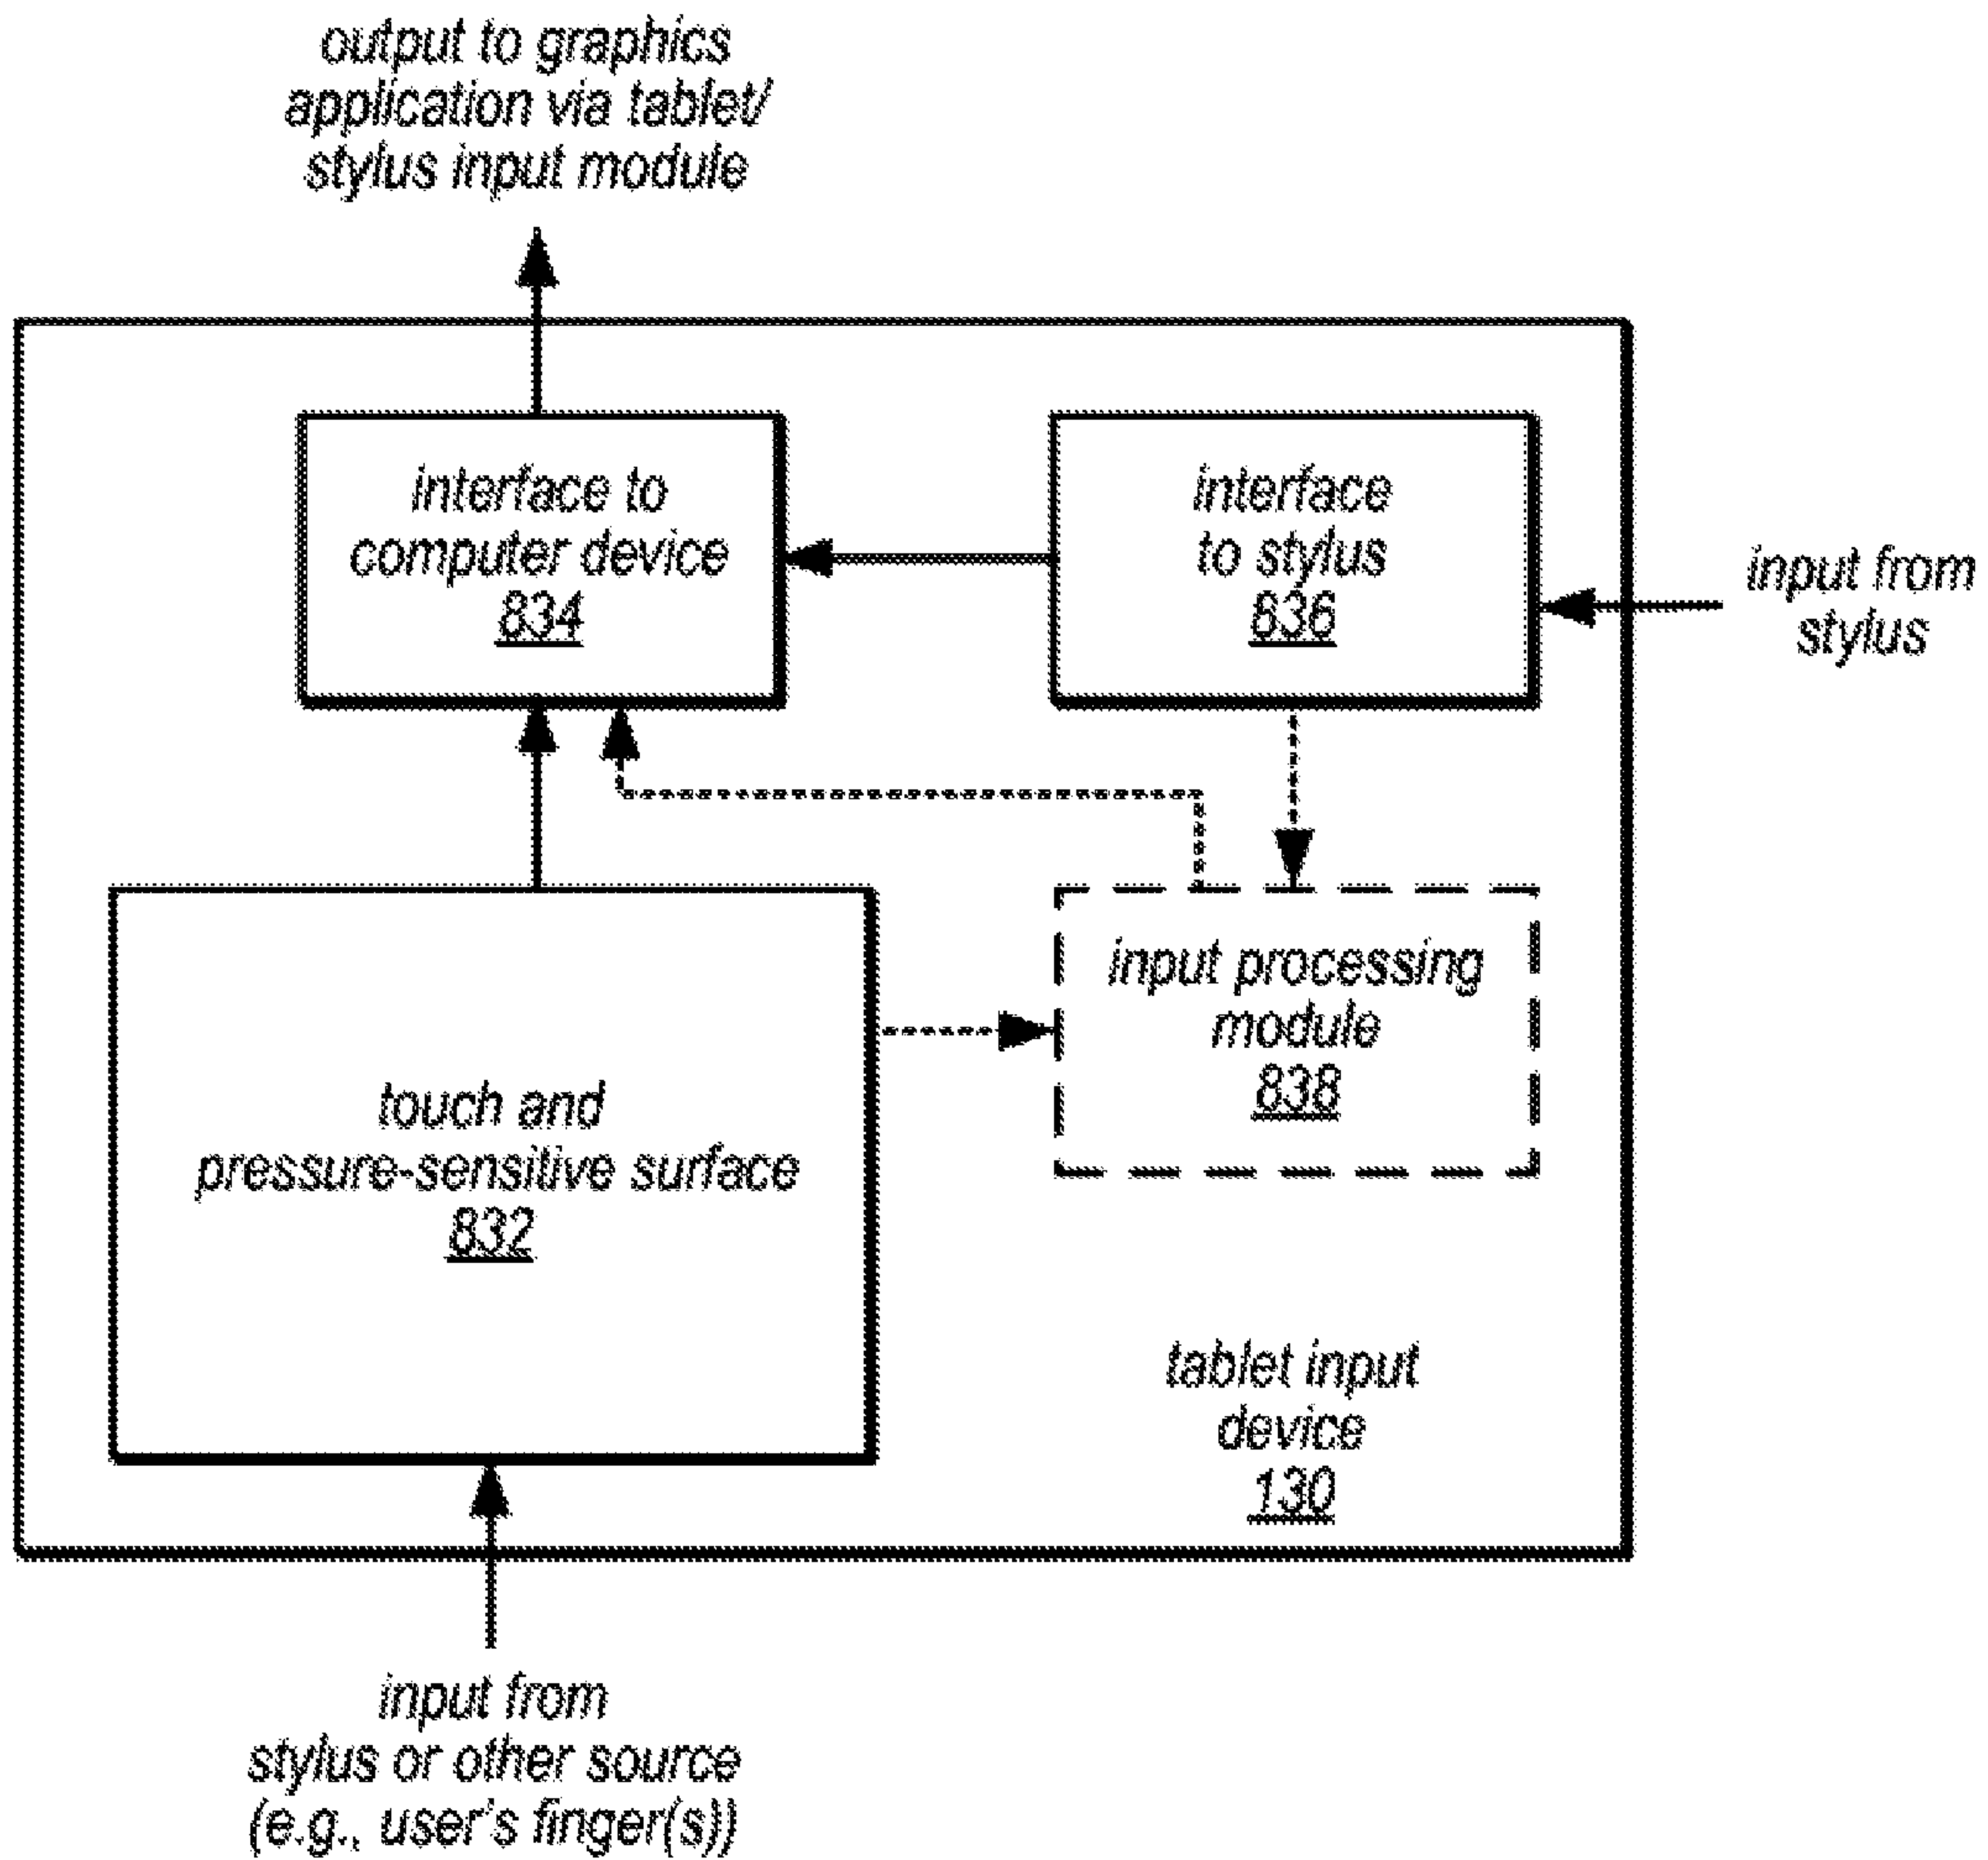 output to graphics
application via tablet/
stylus input module
interface to
computer device
834
interface
to stylus
836
input from
stylus
input processing
module
838
touch and
pressure-sensitive surface
832
tablet input
device
130
input from
stylus or other source
(e.g., user's finger(s))